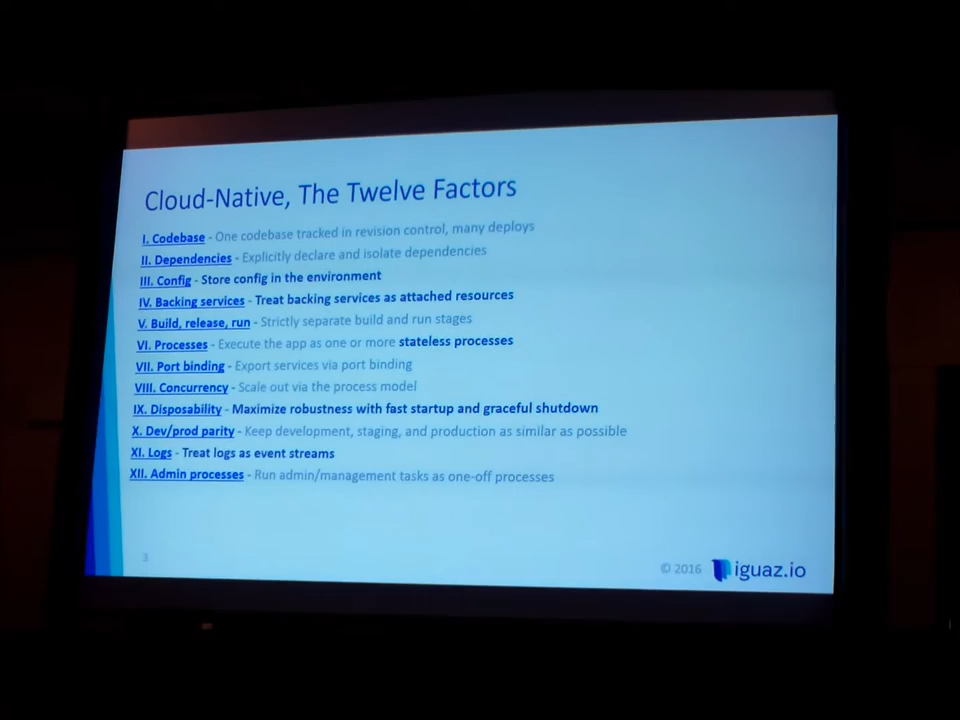 Cloud-Native, The Twelve Factors
I. Codebase - One codebase tracked in revision control, many deploys
II. Dependencies - Explicitly declare and isolate dependencies
III. Config - Store config in the environment
IV. Backing services - Treat backing services as attached resources
V. Build, release, run - Strictly separate build and run stages
VI. Processes - Execute the app as one or more stateless processes
VII. Port binding - Export services via port binding
VIII. Concurrency - Scale out via the process model
IX. Disposability - Maximize robustness with fast startup and graceful shutdown
X. Dev/prod parity - Keep development, staging, and production as similar as possible
XI. Logs - Treat logs as event streams
XII. Admin processes - Run admin/management tasks as one-off processes
3
© 2016 iguaz.io